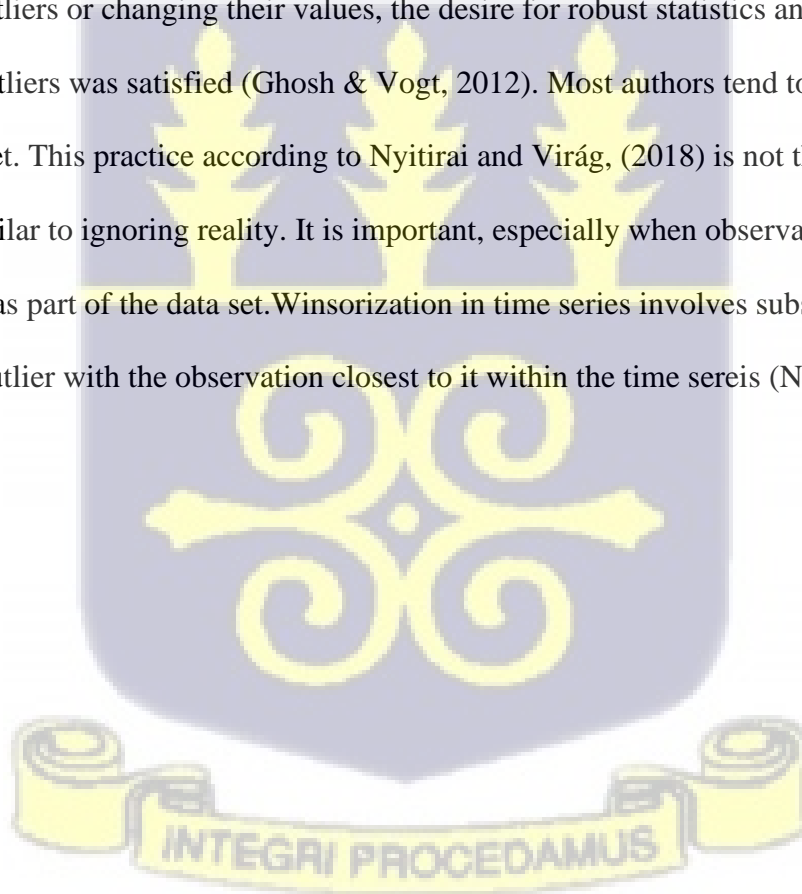 tliers or changing their values, the desire for robust statistics an
tliers was satisfied (Ghosh & Vogt, 2012). Most authors tend to
et. This practice according to Nyitirai and Virág, (2018) is not th
ilar to ignoring reality. It is important, especially when observa
as part of the data set.Winsorization in time series involves subs
utlier with the observation closest to it within the time sereis (N
INTEGRI PROCEDAMUS